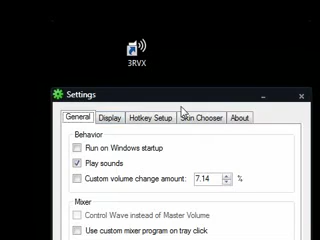 3RVX
Settings
General Display Hotkey Setup Skin Chooser About
Behavior
Run on Windows startup
Play sounds
Custom volume change amount: 7.14 %
Mixer
Control Wave instead of Master Volume
Use custom mixer program on tray click